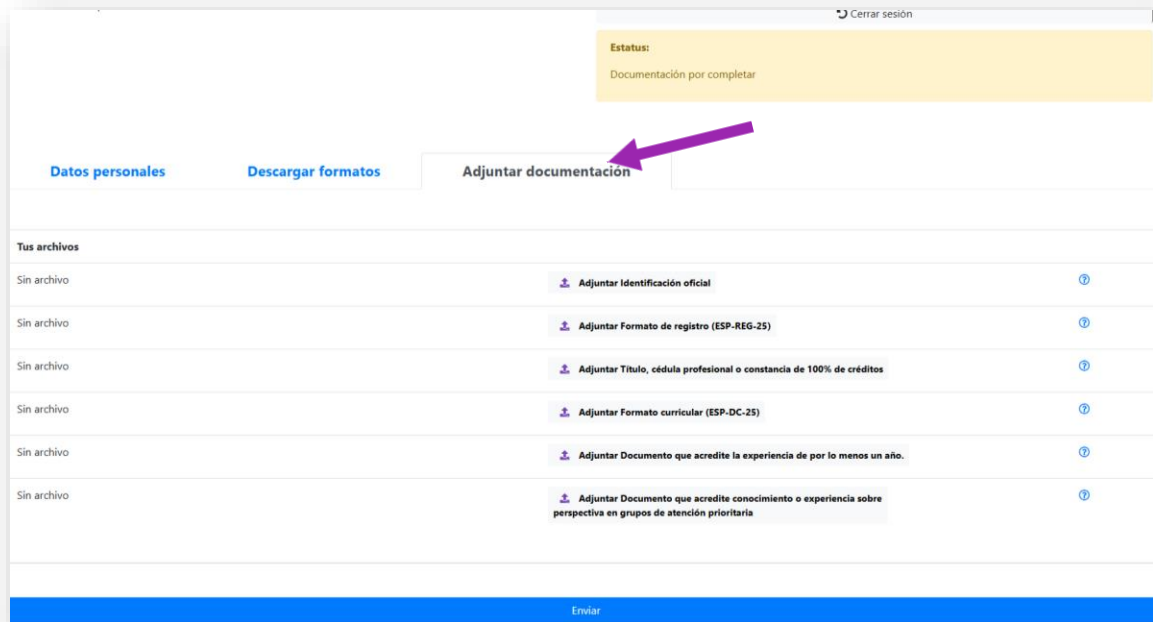 Cerrar sesión
Estatus:
Documentación por completar
Datos personales Descargar formatos Adjuntar documentación
Tus archivos
Sin archivo Adjuntar Identificación oficial
Sin archivo Adjuntar Formato de registro (ESP-REG-25)
Sin archivo Adjuntar Título, cédula profesional o constancia de 100% de créditos
Sin archivo Adjuntar Formato curricular (ESP-DC-25)
Sin archivo Adjuntar Documento que acredite la experiencia de por lo menos un año.
Sin archivo Adjuntar Documento que acredite conocimiento o experiencia sobre
perspectiva en grupos de atención prioritaria
Enviar